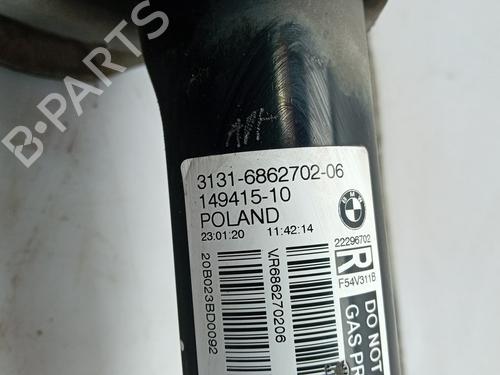 B-PARTS
3131-6862702-06
149415-10
POLAND
23:01:20 11:42:14
22296702
R
F54V311B
20B023BD0092
VR686270206
DO NOT
GAS PR